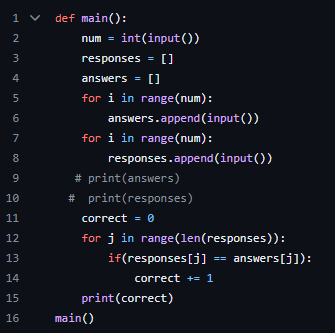 1 def main():
2     num = int(input())
3     responses = []
4     answers = []
5     for i in range(num):
6         answers.append(input())
7     for i in range(num):
8         responses.append(input())
9    # print(answers)
10   #  print(responses)
11     correct = 0
12     for j in range(len(responses)):
13         if(responses[j] == answers[j]):
14             correct += 1
15     print(correct)
16 main()